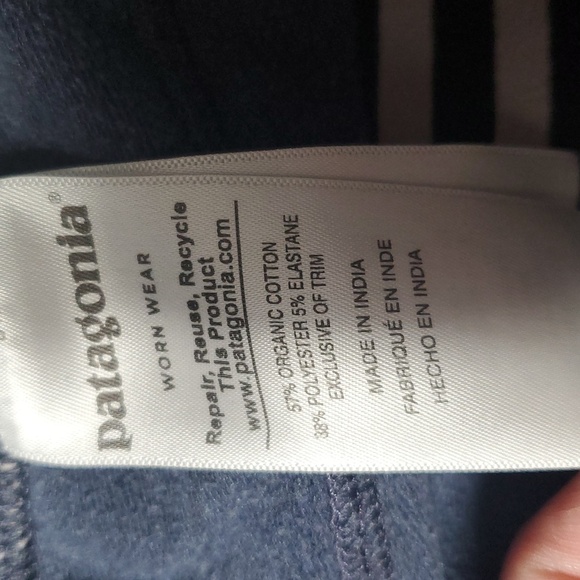 patagonia®
WORN WEAR
Repair, Reuse, Recycle
This Product
www.patagonia.com
57% ORGANIC COTTON
38% POLYESTER 5% ELASTANE
EXCLUSIVE OF TRIM
MADE IN INDIA
FABRIQUÉ EN INDE
HECHO EN INDIA